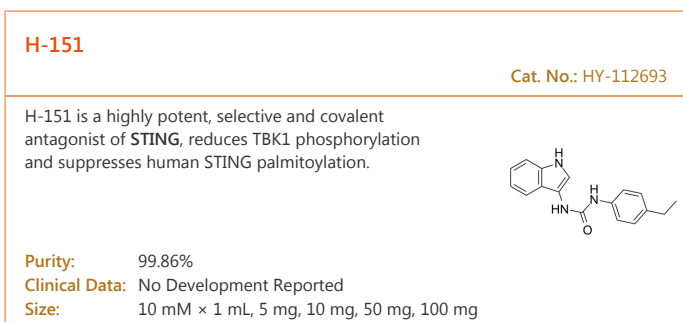 H-151
Cat. No.: HY-112693
H-151 is a highly potent, selective and covalent
antagonist of STING, reduces TBK1 phosphorylation
and suppresses human STING palmitoylation.
H
N
HN
H
N
O
Purity: 99.86%
Clinical Data: No Development Reported
Size: 10 mM × 1 mL, 5 mg, 10 mg, 50 mg, 100 mg